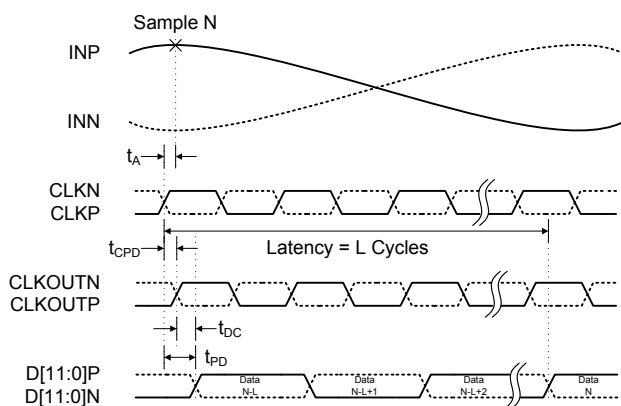 Sample N
INP
INN
tA
CLKN
CLKP
tCPD
Latency = L Cycles
CLKOUTN
CLKOUTP
tDC
tPD
D[11:0]P
D[11:0]N
Data
N-L
Data
N-L+1
Data
N-L+2
Data
N